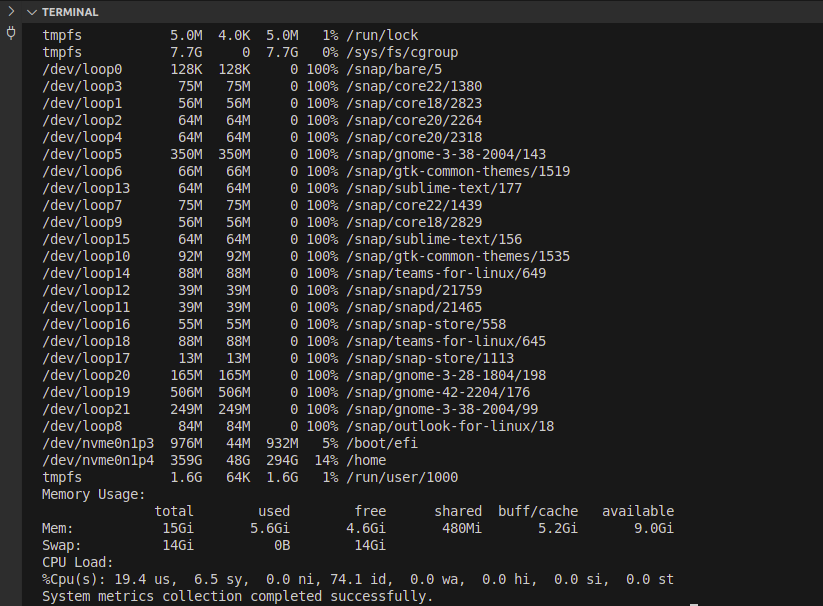 TERMINAL
tmpfs 5.0M 4.0K 5.0M 1% /run/lock
tmpfs 7.7G 0 7.7G 0% /sys/fs/cgroup
/dev/loop0 128K 128K 0 100% /snap/bare/5
/dev/loop3 75M 75M 0 100% /snap/core22/1380
/dev/loop1 56M 56M 0 100% /snap/core18/2823
/dev/loop2 64M 64M 0 100% /snap/core20/2264
/dev/loop4 64M 64M 0 100% /snap/core20/2318
/dev/loop5 350M 350M 0 100% /snap/gnome-3-38-2004/143
/dev/loop6 66M 66M 0 100% /snap/gtk-common-themes/1519
/dev/loop13 64M 64M 0 100% /snap/sublime-text/177
/dev/loop7 75M 75M 0 100% /snap/core22/1439
/dev/loop9 56M 56M 0 100% /snap/core18/2829
/dev/loop15 64M 64M 0 100% /snap/sublime-text/156
/dev/loop10 92M 92M 0 100% /snap/gtk-common-themes/1535
/dev/loop14 88M 88M 0 100% /snap/teams-for-linux/649
/dev/loop12 39M 39M 0 100% /snap/snapd/21759
/dev/loop11 39M 39M 0 100% /snap/snapd/21465
/dev/loop16 55M 55M 0 100% /snap/snap-store/558
/dev/loop18 88M 88M 0 100% /snap/teams-for-linux/645
/dev/loop17 13M 13M 0 100% /snap/snap-store/1113
/dev/loop20 165M 165M 0 100% /snap/gnome-3-28-1804/198
/dev/loop19 506M 506M 0 100% /snap/gnome-42-2204/176
/dev/loop21 249M 249M 0 100% /snap/gnome-3-38-2004/99
/dev/loop8 84M 84M 0 100% /snap/outlook-for-linux/18
/dev/nvme0n1p3 976M 44M 932M 5% /boot/efi
/dev/nvme0n1p4 359G 48G 294G 14% /home
tmpfs 1.6G 64K 1.6G 1% /run/user/1000
Memory Usage:
total used free shared buff/cache available
Mem: 15Gi 5.6Gi 4.6Gi 480Mi 5.2Gi 9.0Gi
Swap: 14Gi 0B 14Gi
CPU Load:
%Cpu(s): 19.4 us, 6.5 sy, 0.0 ni, 74.1 id, 0.0 wa, 0.0 hi, 0.0 si, 0.0 st
System metrics collection completed successfully.